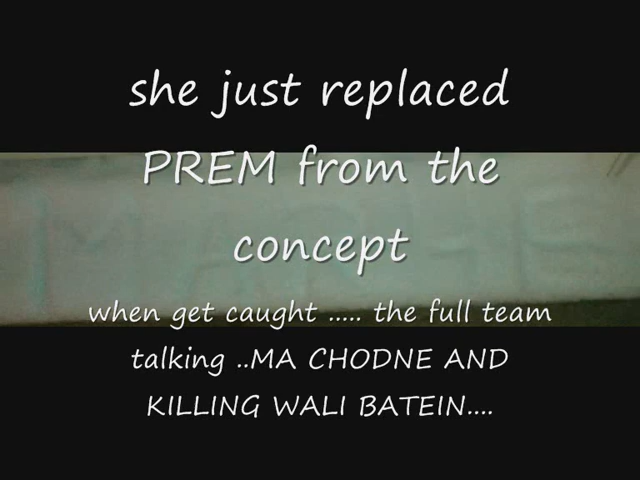 she just replaced
PREM from the
concept
when get caught ..... the full team
talking ..MA CHODNE AND
KILLING WALI BATEIN....